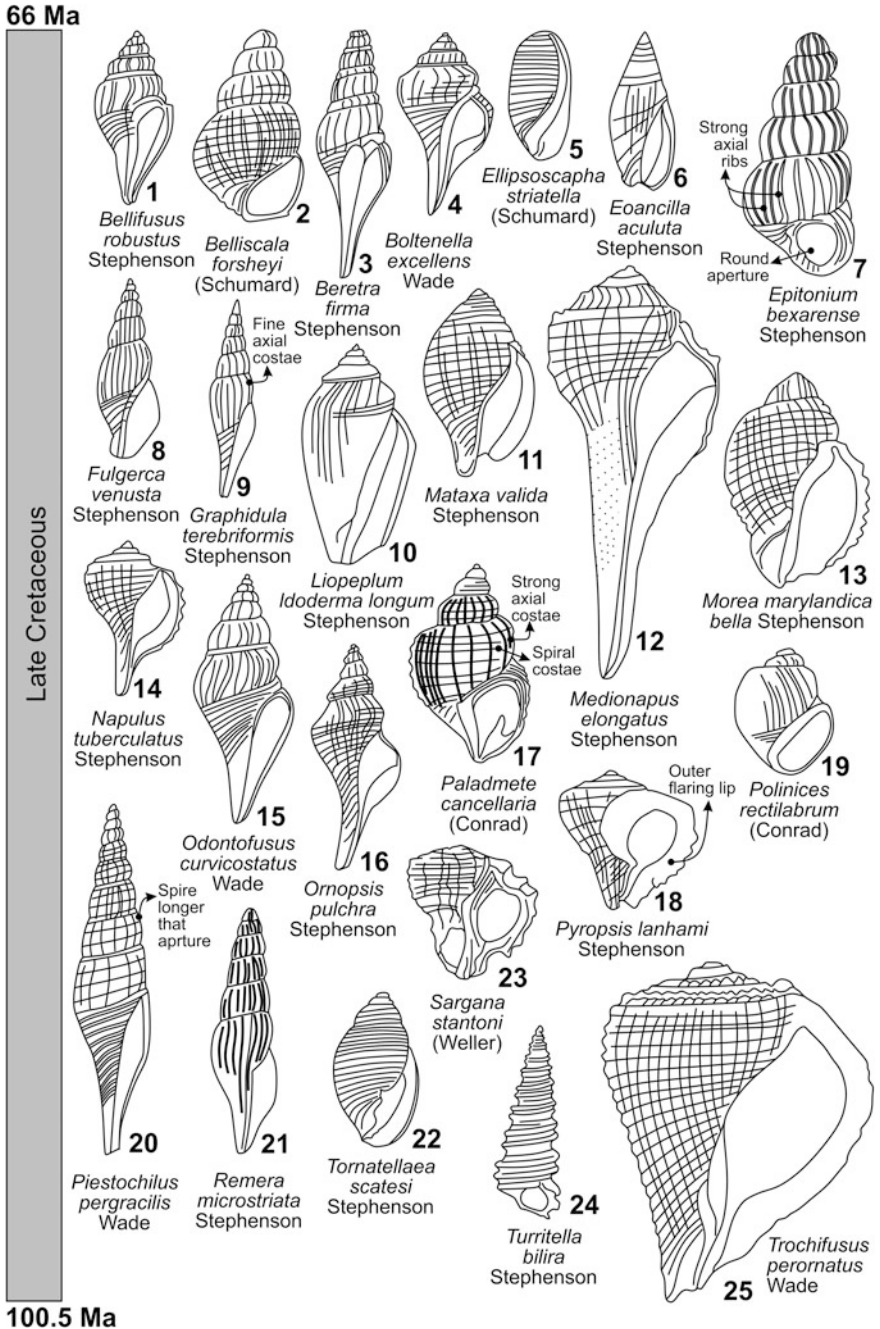 66 Ma
Late Cretaceous
100.5 Ma
1
Bellifusus
robustus
Stephenson
2
Belliscala
forsheyi
(Schumard)
3
Beretra
firma
Stephenson
4
Boltenella
excellens
Wade
5
Ellipsoscapha
striatella
(Schumard)
6
Eoancilla
aculuta
Stephenson
Strong
axial
ribs
Round
aperture
7
Epitonium
bexarense
Stephenson
8
Fulgerca
venusta
Stephenson
Fine
axial
costae
9
Graphidula
terebriformis
Stephenson
10
Liopeplum
Idoderma longum
Stephenson
11
Mataxa valida
Stephenson
12
Medionapus
elongatus
Stephenson
13
Morea marylandica
bella Stephenson
14
Napulus
tuberculatus
Stephenson
15
Odontofusus
curvicostatus
Wade
16
Ornopsis
pulchra
Stephenson
Strong
axial
costae
Spiral
costae
17
Paladmete
cancellaria
(Conrad)
Outer
flaring lip
18
Pyropsis lanhami
Stephenson
19
Polinices
rectilabrum
(Conrad)
Spire
longer
that
aprture
20
Piestochilus
pergracilis
Wade
21
Remera
microstriata
Stephenson
22
Tornatellaea
scatesi
Stephenson
23
Sargana
stantoni
(Weller)
24
Turritella
bilira
Stephenson
25
Trochifusus
perornatus
Wade